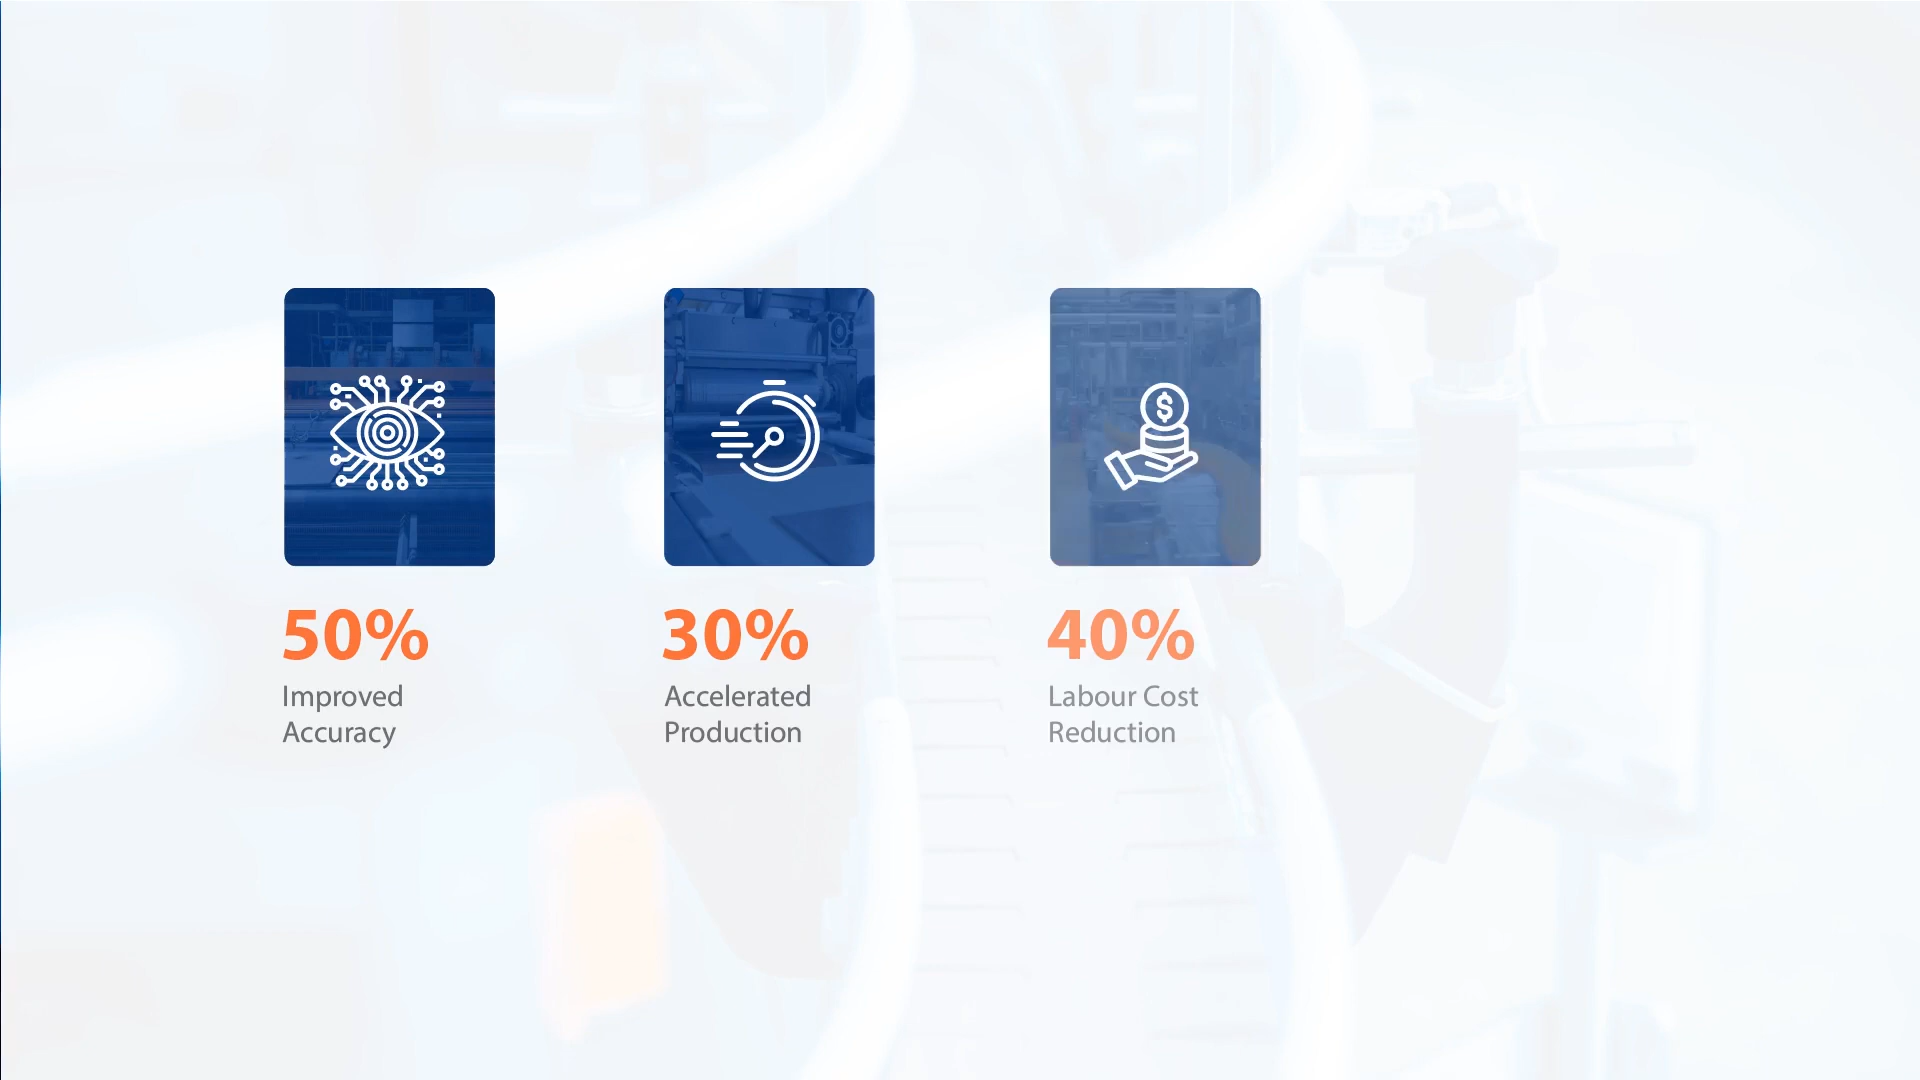 50%
Improved
Accuracy
30%
Accelerated
Production
$
40%
Labour Cost
Reduction